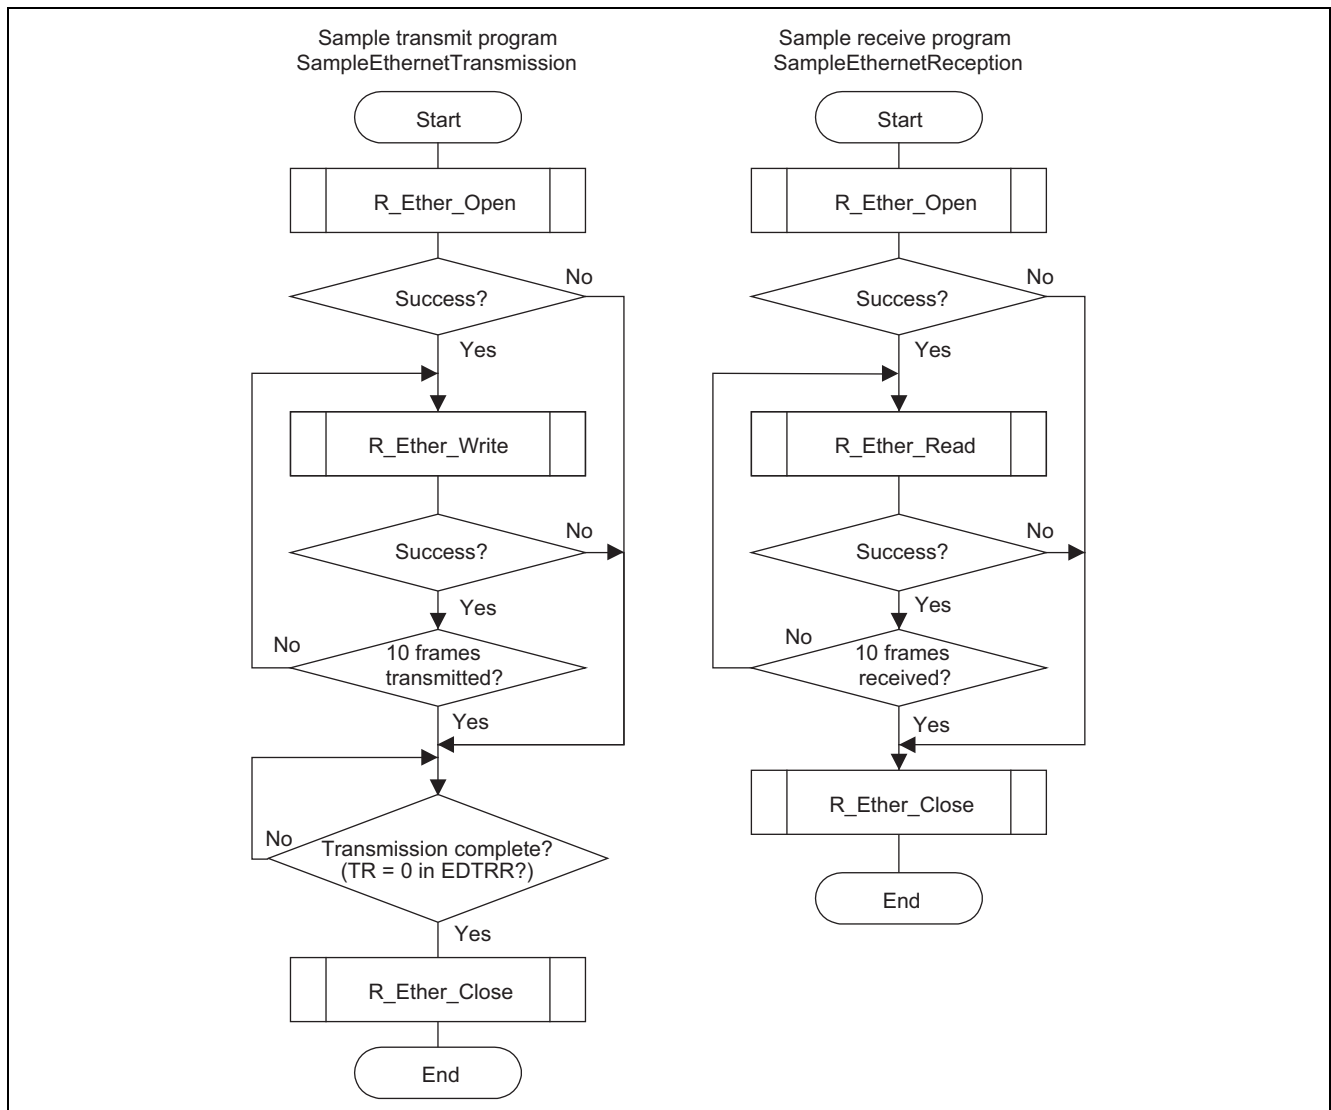 Sample transmit program
SampleEthernetTransmission
Start
R_Ether_Open
Success?
No
Yes
R_Ether_Write
Success?
No
Yes
10 frames
transmitted?
No
Yes
Transmission complete?
(TR = 0 in EDTRR?)
No
Yes
R_Ether_Close
End
Sample receive program
SampleEthernetReception
Start
R_Ether_Open
Success?
No
Yes
R_Ether_Read
Success?
No
Yes
10 frames
received?
No
Yes
R_Ether_Close
End